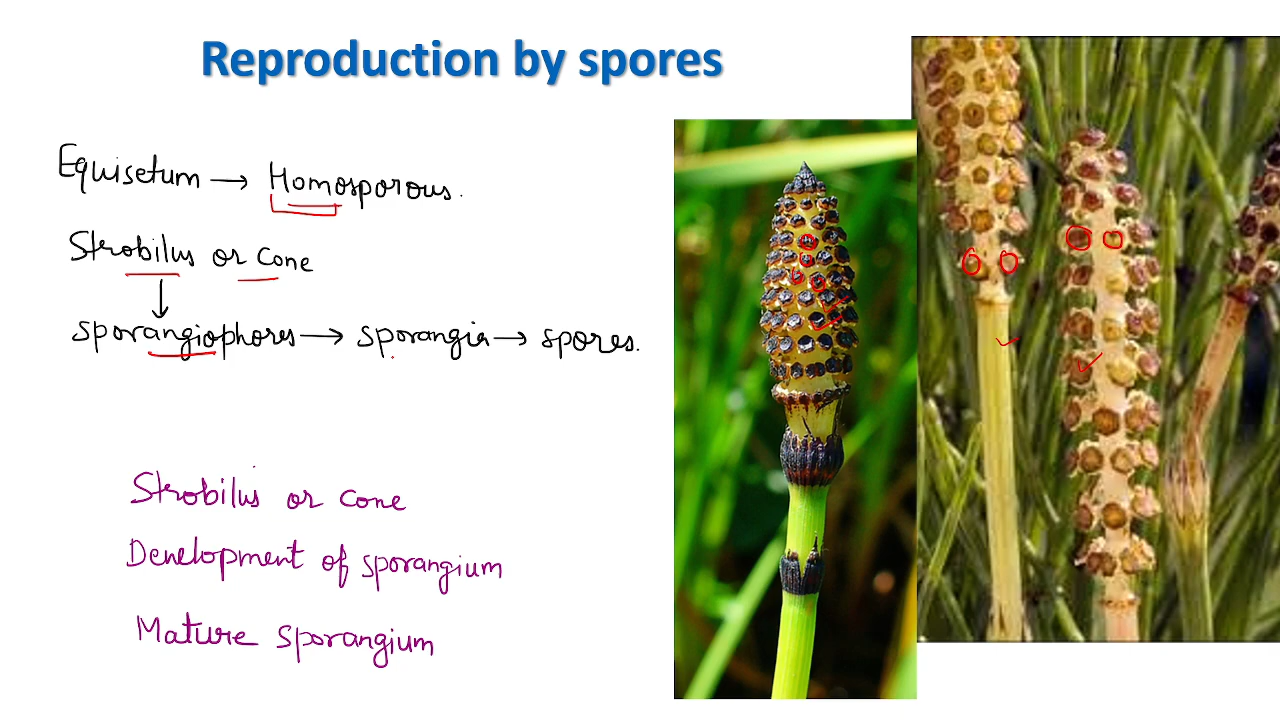 Reproduction by spores
Equisetum → Homosporous.
Strobilus or cone
↓
Sporangiophores → sporangia → spores.
Strobilus or cone
Development of sporangium
Mature sporangium